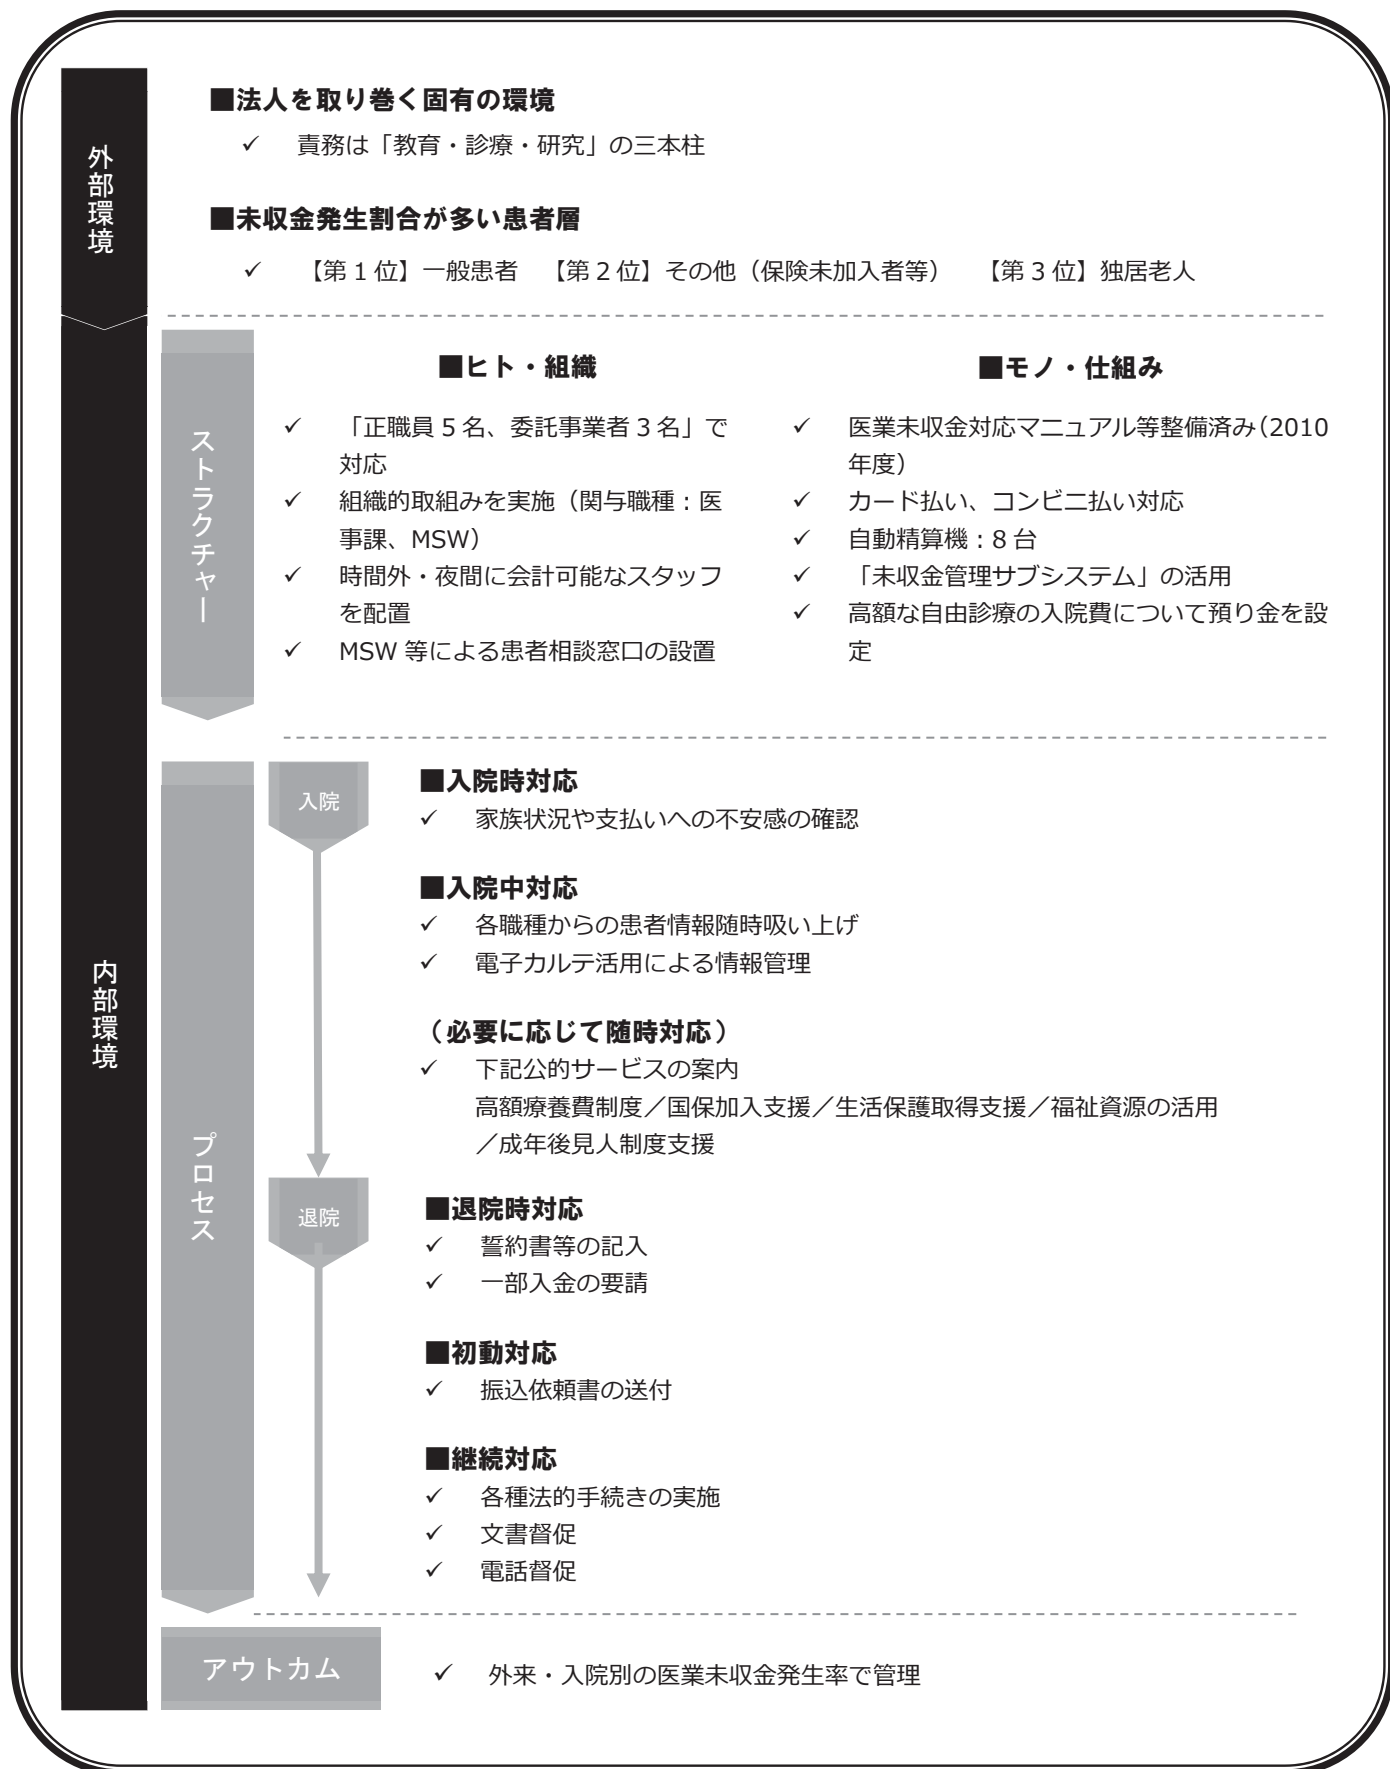 外部環境
■法人を取り巻く固有の環境
✓ 責務は「教育・診療・研究」の三本柱
■未収金発生割合が多い患者層
✓ 【第1位】一般患者 【第2位】その他（保険未加入者等） 【第3位】独居老人
内部環境
ストラクチャー
■ヒト・組織
✓ 「正職員5名、委託事業者3名」で
対応
✓ 組織的取組みを実施（関与職種：医
事課、MSW）
✓ 時間外・夜間に会計可能なスタッフ
を配置
✓ MSW 等による患者相談窓口の設置
■モノ・仕組み
✓ 医業未収金対応マニュアル等整備済み（2010
年度）
✓ カード払い、コンビニ払い対応
✓ 自動精算機：8台
✓ 「未収金管理サブシステム」の活用
✓ 高額な自由診療の入院費について預り金を設
定
プロセス
入院
■入院時対応
✓ 家族状況や支払いへの不安感の確認
■入院中対応
✓ 各職種からの患者情報随時吸い上げ
✓ 電子カルテ活用による情報管理
（必要に応じて随時対応）
✓ 下記公的サービスの案内
高額療養費制度／国保加入支援／生活保護取得支援／福祉資源の活用
／成年後見人制度支援
退院
■退院時対応
✓ 誓約書等の記入
✓ 一部入金の要請
■初動対応
✓ 振込依頼書の送付
■継続対応
✓ 各種法的手続きの実施
✓ 文書督促
✓ 電話督促
アウトカム
✓ 外来・入院別の医業未収金発生率で管理